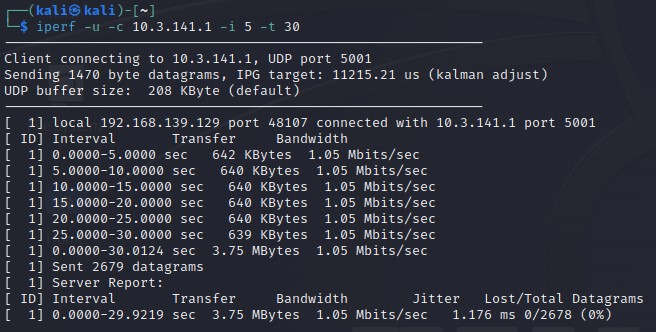 ┌──(kali㉿kali)-[~]
└─$ iperf -u -c 10.3.141.1 -i 5 -t 30
------------------------------------------------------------
Client connecting to 10.3.141.1, UDP port 5001
Sending 1470 byte datagrams, IPG target: 11215.21 us (kalman adjust)
UDP buffer size:  208 KByte (default)
------------------------------------------------------------
[  1] local 192.168.139.129 port 48107 connected with 10.3.141.1 port 5001
[ ID] Interval       Transfer     Bandwidth
[  1] 0.0000-5.0000 sec   642 KBytes  1.05 Mbits/sec
[  1] 5.0000-10.0000 sec   640 KBytes  1.05 Mbits/sec
[  1] 10.0000-15.0000 sec   640 KBytes  1.05 Mbits/sec
[  1] 15.0000-20.0000 sec   640 KBytes  1.05 Mbits/sec
[  1] 20.0000-25.0000 sec   640 KBytes  1.05 Mbits/sec
[  1] 25.0000-30.0000 sec   639 KBytes  1.05 Mbits/sec
[  1] 0.0000-30.0124 sec  3.75 MBytes  1.05 Mbits/sec
[  1] Sent 2679 datagrams
[  1] Server Report:
[ ID] Interval       Transfer     Bandwidth        Jitter   Lost/Total Datagrams
[  1] 0.0000-29.9219 sec  3.75 MBytes  1.05 Mbits/sec   1.176 ms 0/2678 (0%)